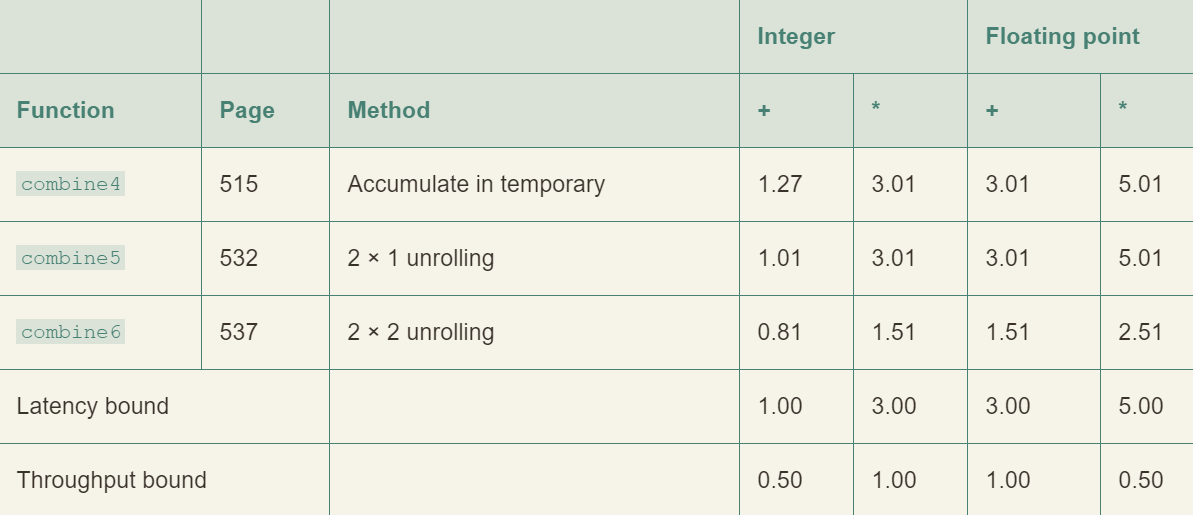 Integer Floating point
Function Page Method + * + *
combine4 515 Accumulate in temporary 1.27 3.01 3.01 5.01
combine5 532 2 × 1 unrolling 1.01 3.01 3.01 5.01
combine6 537 2 × 2 unrolling 0.81 1.51 1.51 2.51
Latency bound 1.00 3.00 3.00 5.00
Throughput bound 0.50 1.00 1.00 0.50